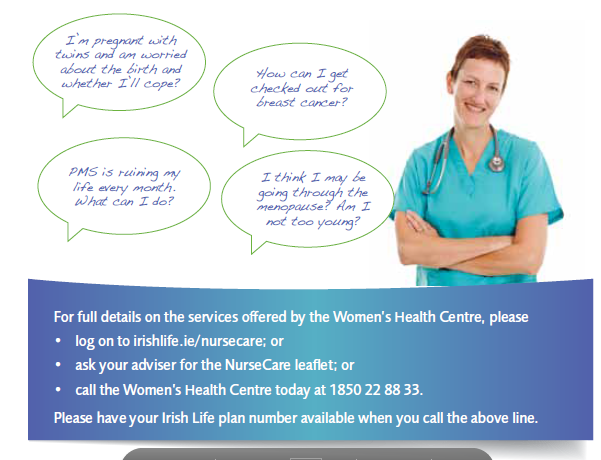 I'm pregnant with
twins and am worried
about the birth and
whether I'll cope?
How can I get
checked out for
breast cancer?
PMS is ruining my
life every month.
What can I do?
I think I may be
going through the
menopause? Am I
not too young?
For full details on the services offered by the Women's Health Centre, please
• log on to irishlife.ie/nursecare; or
• ask your adviser for the NurseCare leaflet; or
• call the Women's Health Centre today at 1850 22 88 33.
Please have your Irish Life plan number available when you call the above line.